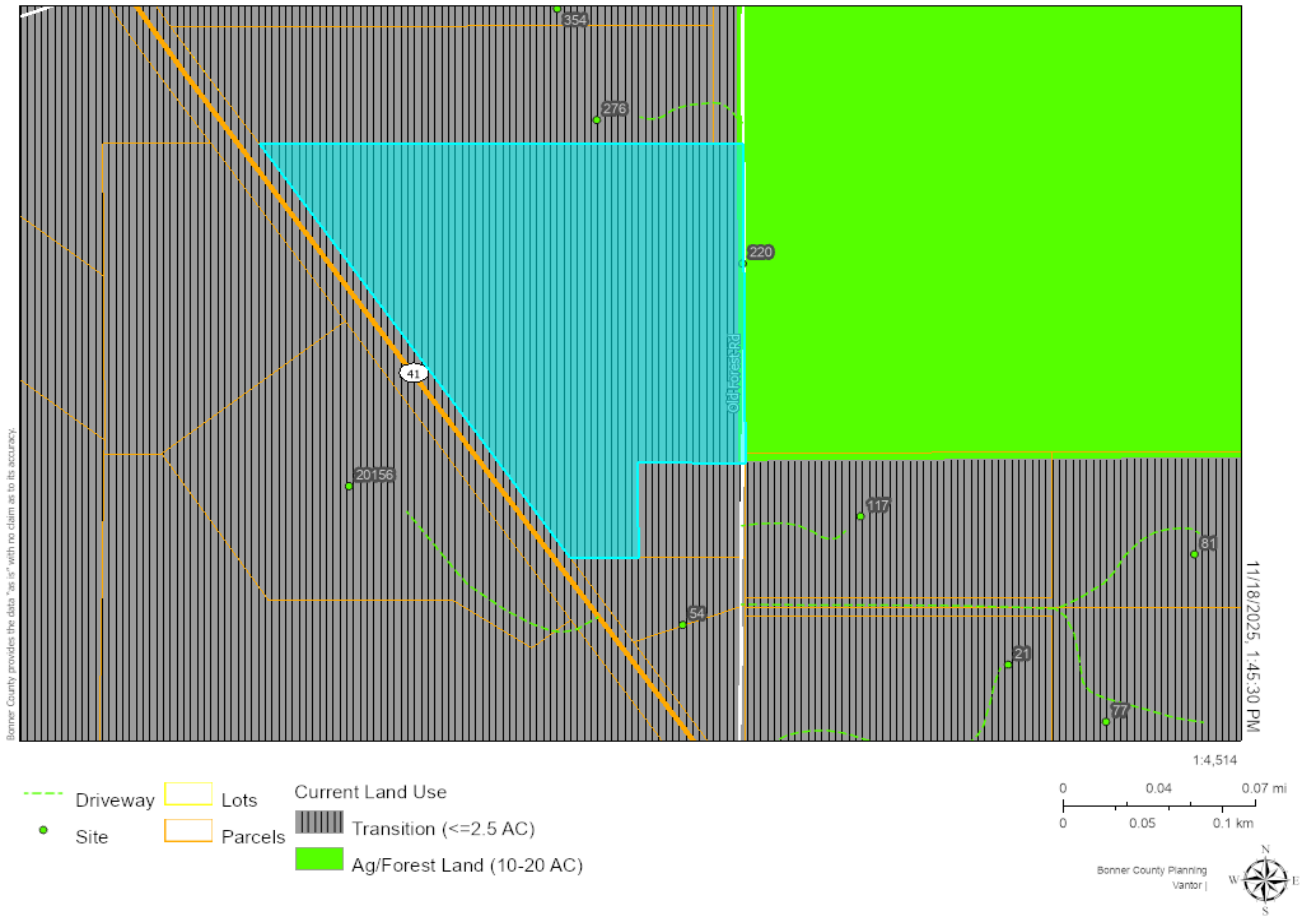 354
276
220
Old Forest Rd
41
20156
117
81
54
21
77
Bonner County provides the data "as is" with no claim as to its accuracy.
11/18/2025, 1:45:30 PM
1:4,514
Driveway
Lots
Site
Parcels
Current Land Use
Transition (<=2.5 AC)
Ag/Forest Land (10-20 AC)
0 0.04 0.07 mi
0 0.05 0.1 km
Bonner County Planning
Vantor |
N
W E
S